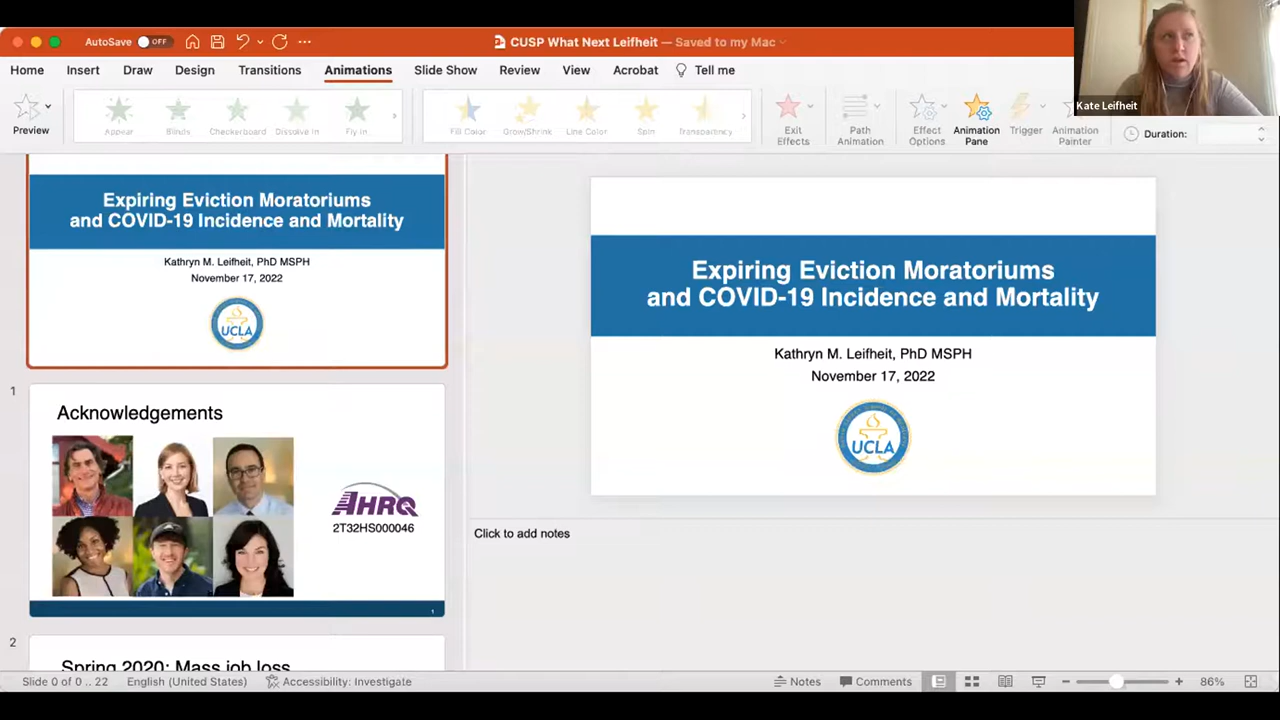 AutoSave OFF
CUSP What Next Leifheit — Saved to my Mac
Home Insert Draw Design Transitions Animations Slide Show Review View Acrobat Tell me
Kate Leifheit
Preview
Appear Blinds Checkerboard Dissolve In Fly In
Fill Color Grow/Shrink Line Color Spin Transparency
Exit Effects
Path Animation
Effect Options
Animation Pane
Trigger
Animation Painter
Duration:
Expiring Eviction Moratoriums
and COVID-19 Incidence and Mortality
Kathryn M. Leifheit, PhD MSPH
November 17, 2022
UCLA
1
Acknowledgements
AHRQ
2T32HS000046
1
2
Spring 2020: Mass job loss
Expiring Eviction Moratoriums
and COVID-19 Incidence and Mortality
Kathryn M. Leifheit, PhD MSPH
November 17, 2022
UCLA
Click to add notes
Slide 0 of 0 .. 22 English (United States) Accessibility: Investigate Notes Comments 86%